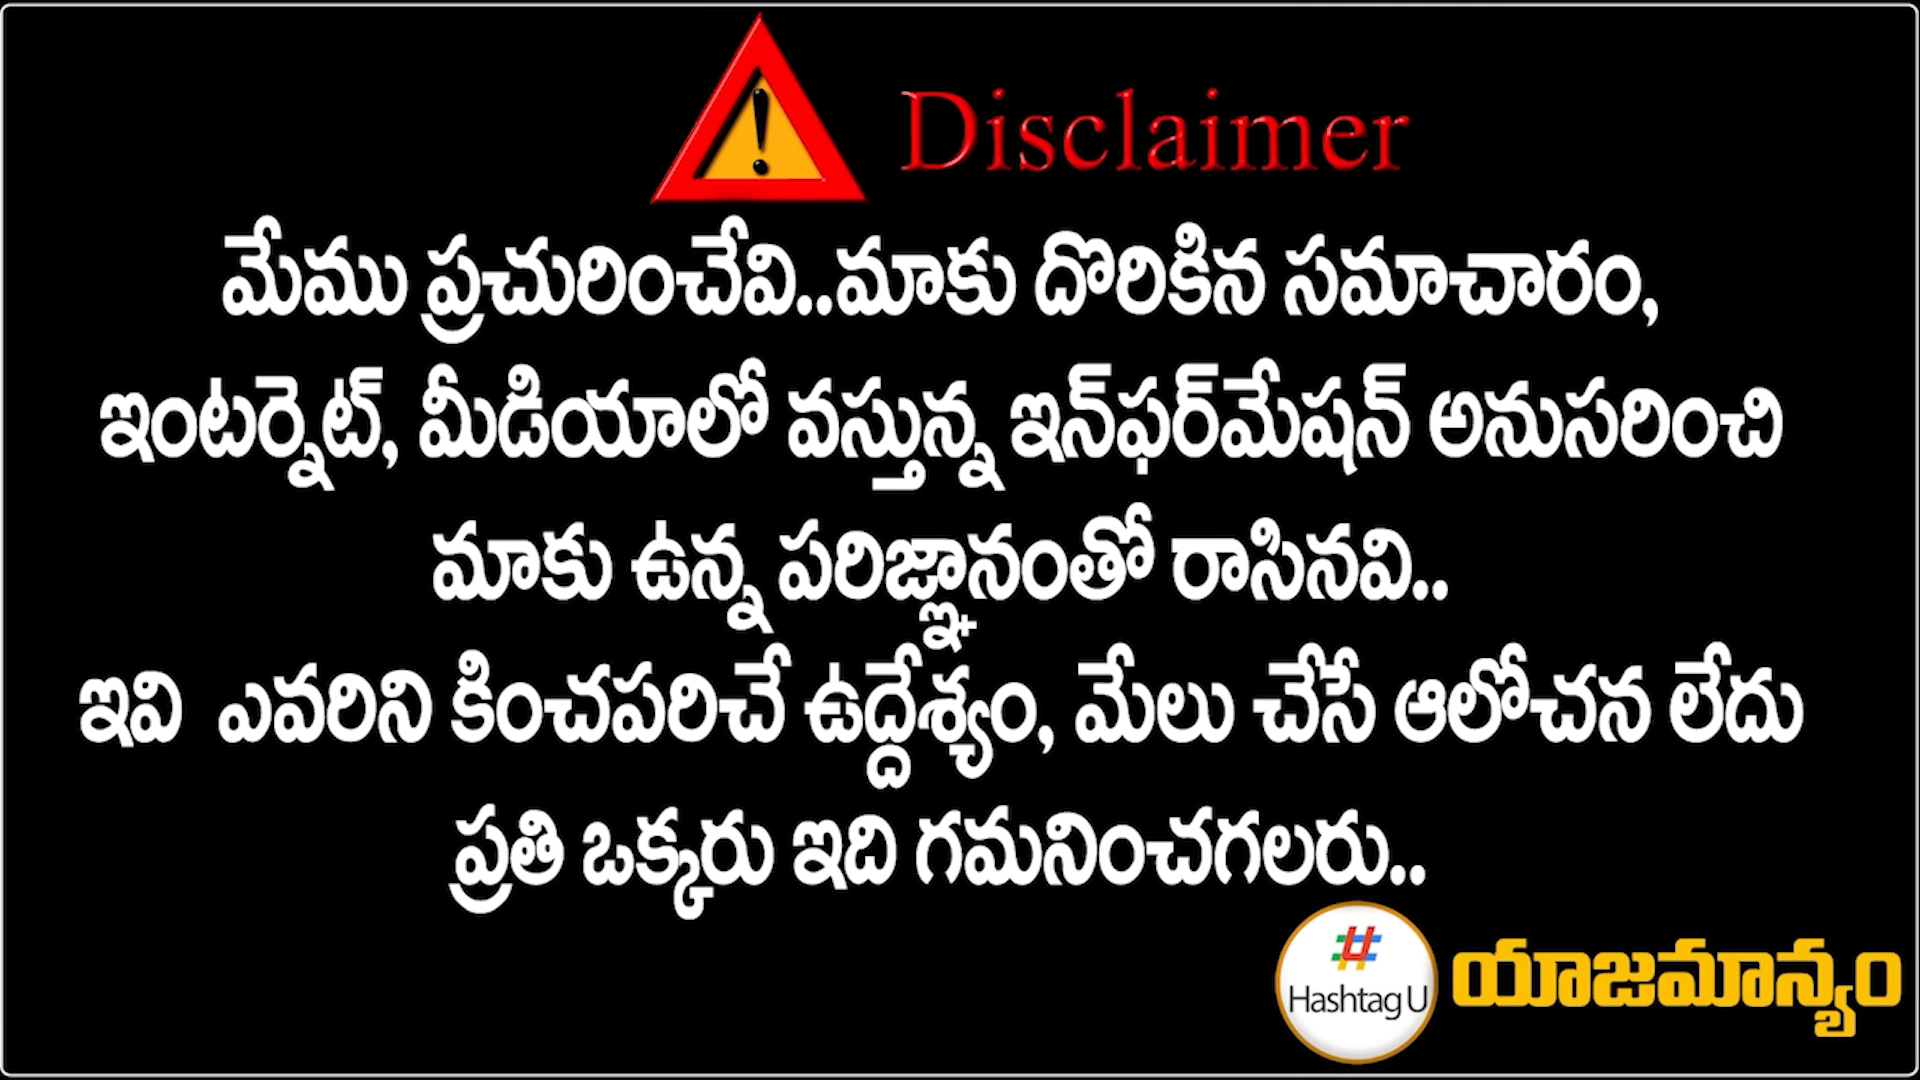 Disclaimer
మేము ప్రచురించేవి..మాకు దొరికిన సమాచారం,
ఇంటర్నెట్, మీడియాలో వస్తున్న ఇన్‌ఫర్‌మేషన్ అనుసరించి
మాకు ఉన్న పరిజ్ఞానంతో రాసినవి..
ఇవి ఎవరిని కించపరిచే ఉద్దేశ్యం, మేలు చేసే ఆలోచన లేదు
ప్రతి ఒక్కరు ఇది గమనించగలరు..
Hashtag U
యాజమాన్యం